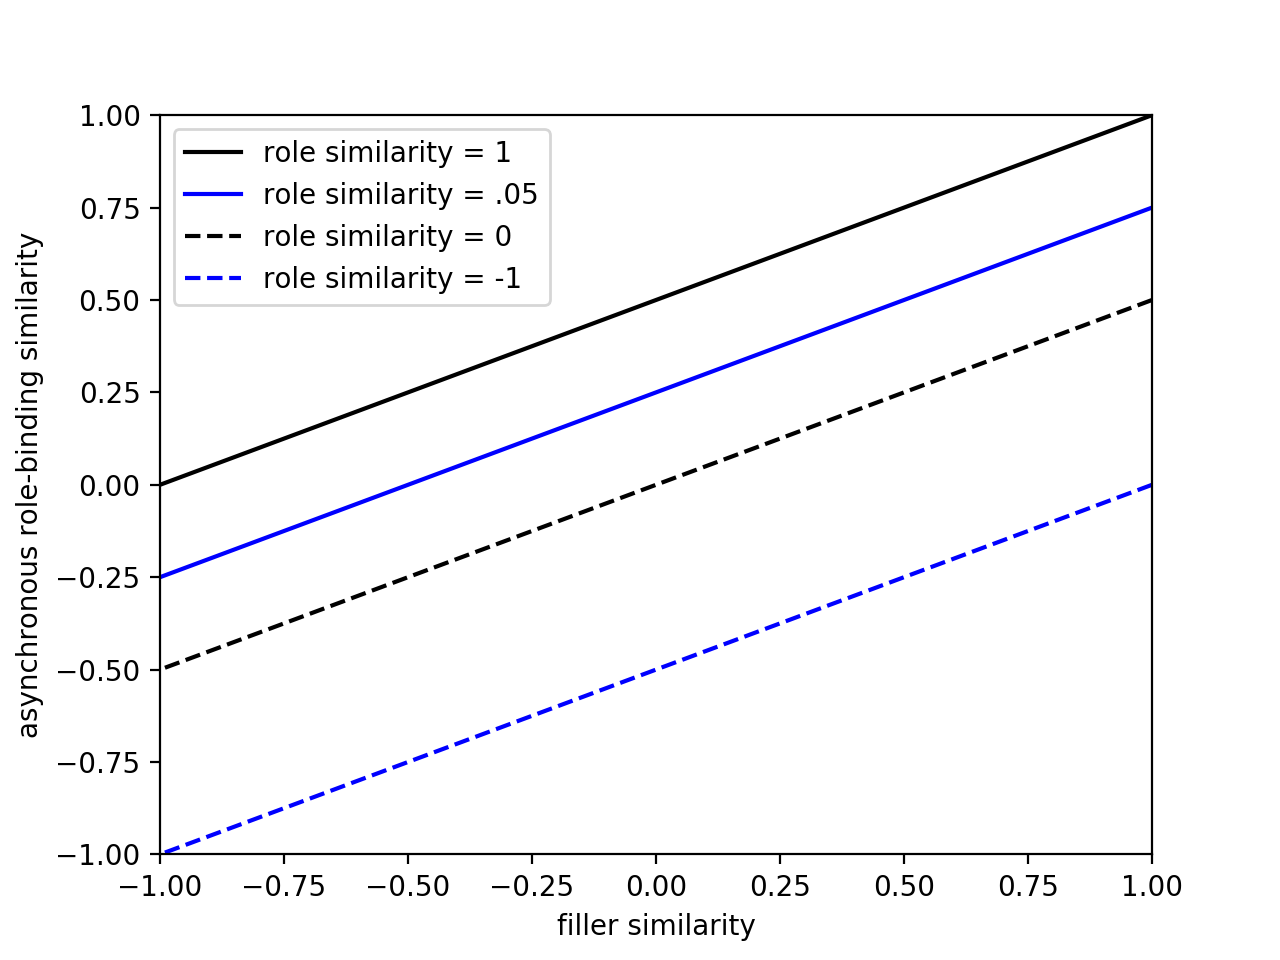 1.00
0.75
0.50
0.25
0.00
−0.25
−0.50
−0.75
−1.00
asynchronous role-binding similarity
role similarity = 1
role similarity = .05
role similarity = 0
role similarity = -1
−1.00 −0.75 −0.50 −0.25 0.00 0.25 0.50 0.75 1.00
filler similarity